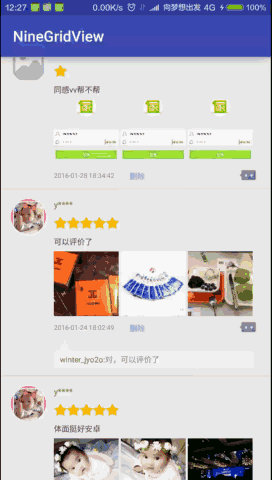 12:27 0.00K/s 向梦想出发 4G 100%
NineGridView
同感vv帮不帮
2016-01-28 18:34:42 删除
y****
可以评价了
2016-01-24 18:02:49 删除
winter_jyo2o:对，可以评价了
y****
体面挺好安卓